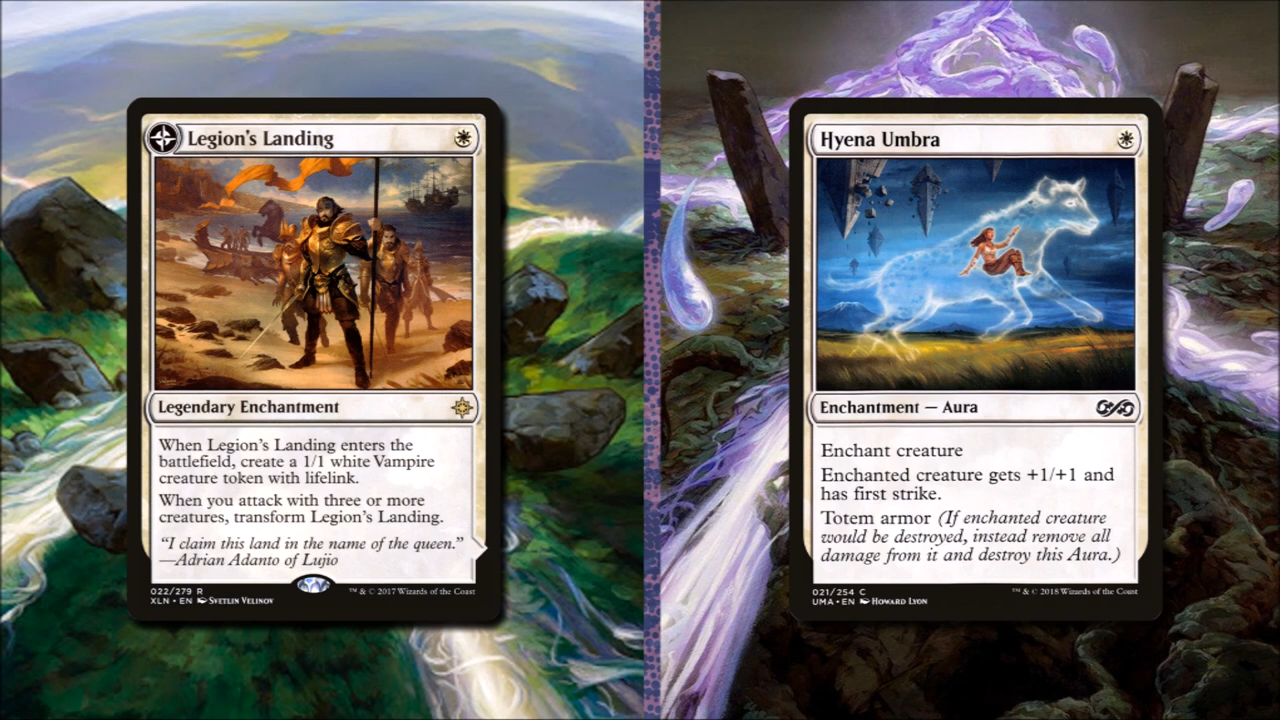 Legion's Landing
Legendary Enchantment
When Legion's Landing enters the
battlefield, create a 1/1 white Vampire
creature token with lifelink.
When you attack with three or more
creatures, transform Legion's Landing.
"I claim this land in the name of the queen."
—Adrian Adanto of Lujio
022/279 R
XLN • EN Svetlin Velinov
™ & © 2017 Wizards of the Coast
Hyena Umbra
Enchantment — Aura
Enchant creature
Enchanted creature gets +1/+1 and
has first strike.
Totem armor (If enchanted creature
would be destroyed, instead remove all
damage from it and destroy this Aura.)
021/254 C
UMA • EN Howard Lyon
™ & © 2018 Wizards of the Coast